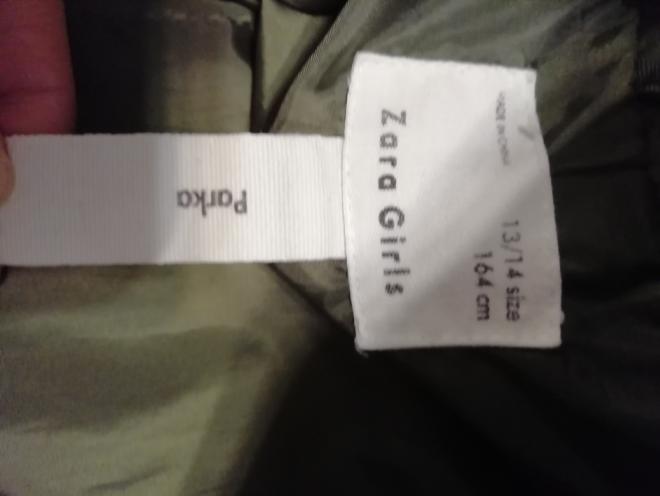 Zara Girls
13/14 size
164 cm
MADE IN CHINA
Parka